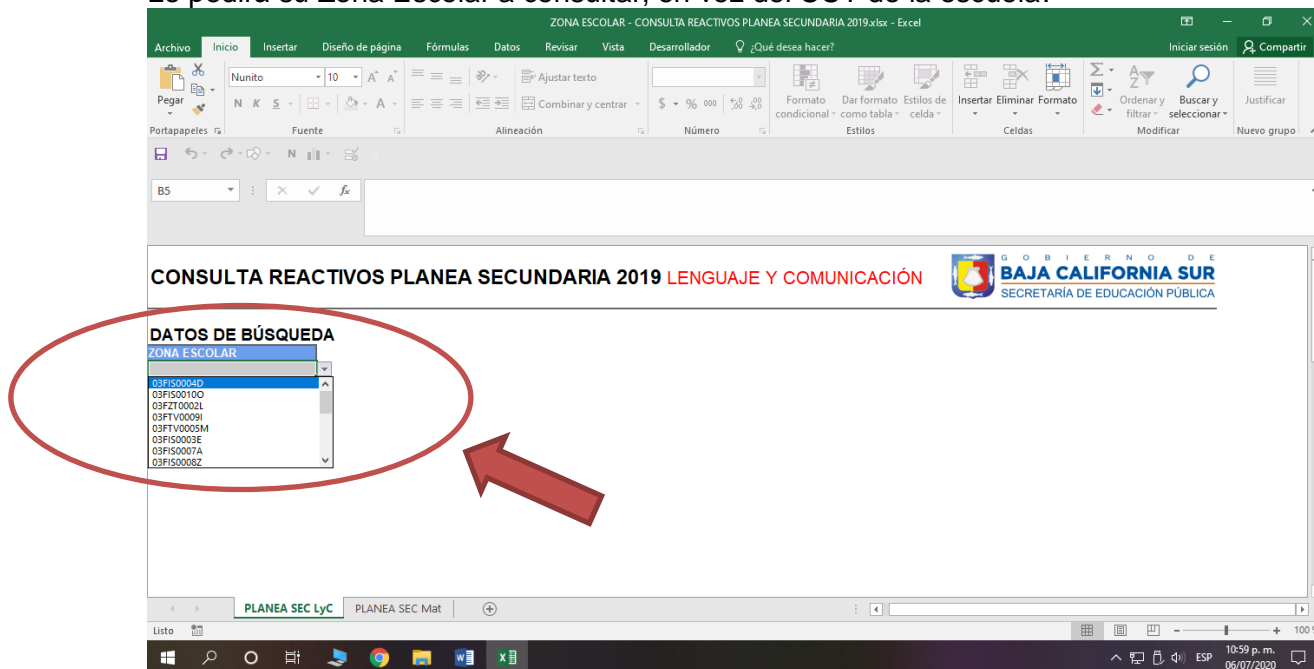 ZONA ESCOLAR - CONSULTA REACTIVOS PLANEA SECUNDARIA 2019.xlsx - Excel
Archivo Inicio Insertar Diseño de página Fórmulas Datos Revisar Vista Desarrollador ¿Qué desea hacer? Iniciar sesión Compartir
Pegar
Nunito 10 A A Ajustar texto
N K S A Combinar y centrar $ % 000
Formato condicional Dar formato como tabla Estilos de celda
Insertar Eliminar Formato
Ordenar y filtrar Buscar y seleccionar
Justificar
Portapapeles Fuente Alineación Número Estilos Celdas Modificar Nuevo grupo
N
B5 fx
CONSULTA REACTIVOS PLANEA SECUNDARIA 2019 LENGUAJE Y COMUNICACIÓN
GOBIERNO DE
BAJA CALIFORNIA SUR
SECRETARÍA DE EDUCACIÓN PÚBLICA
DATOS DE BÚSQUEDA
ZONA ESCOLAR
03FIS0004D
03FIS0010O
03FZT0002L
03FTV0009I
03FTV0005M
03FIS0003E
03FIS0007A
03FIS0008Z
PLANEA SEC LyC PLANEA SEC Mat
Listo 100
ESP 10:59 p. m.
06/07/2020